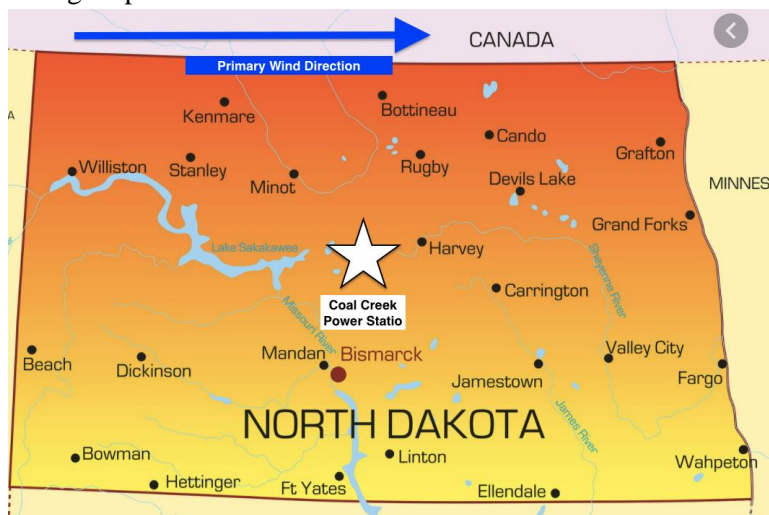 CANADA
Primary Wind Direction
Bottineau
Kenmare
Cando
Grafton
Rugby
Williston
Stanley
Minot
Devils Lake
MINNES
Grand Forks
Harvey
Lake Sakakawea
Sheyenne River
Carrington
Coal Creek
Power Statio
Missouri River
Mandan
Bismarck
Valley City
Beach
Dickinson
Jamestown
Fargo
James River
NORTH DAKOTA
Bowman
Linton
Wahpeton
Hettinger
Ft Yates
Ellendale